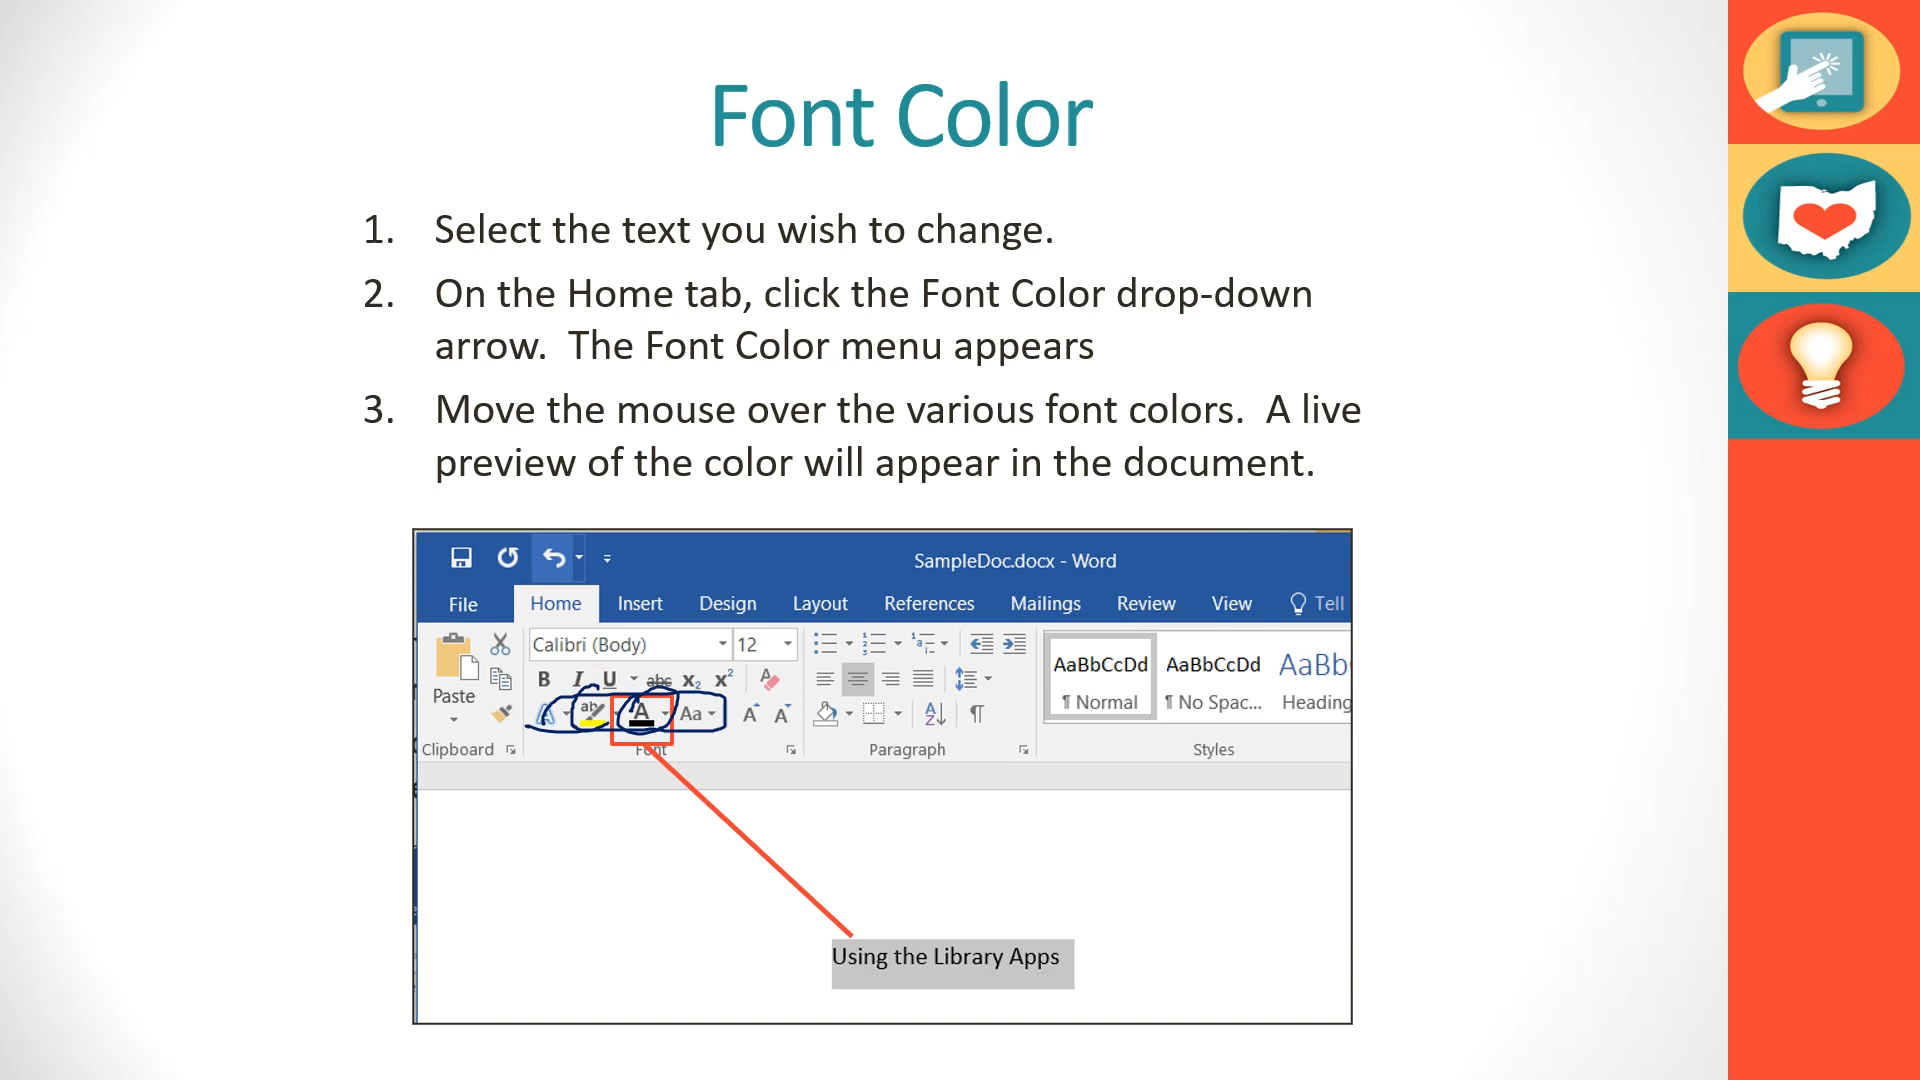 Font Color
1. Select the text you wish to change.
2. On the Home tab, click the Font Color drop-down
arrow.  The Font Color menu appears
3. Move the mouse over the various font colors.  A live
preview of the color will appear in the document.
SampleDoc.docx - Word
File Home Insert Design Layout References Mailings Review View Tell
Calibri (Body) 12
Paste
B I U abc x₂ x²
A ab A Aa A A
AaBbCcDd AaBbCcDd AaBb
¶ Normal ¶ No Spac... Heading
Clipboard Font Paragraph Styles
Using the Library Apps